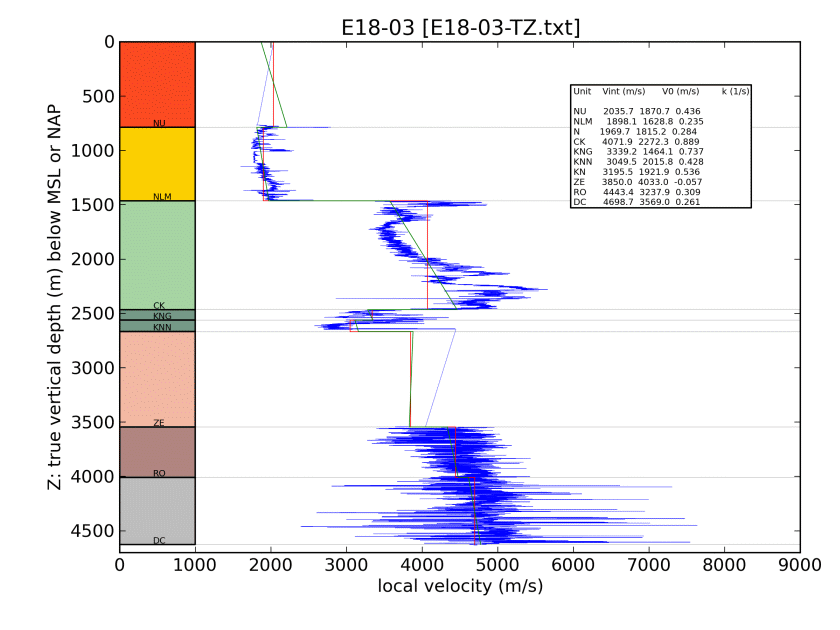 E18-03 [E18-03-TZ.txt]
Z: true vertical depth (m) below MSL or NAP
0
500
1000
1500
2000
2500
3000
3500
4000
4500
NU
NLM
CK
KNG
KNN
ZE
RO
DC
Unit Vint (m/s) V0 (m/s) k (1/s)
NU 2035.7 1870.7 0.436
NLM 1898.1 1628.8 0.235
N 1969.7 1815.2 0.284
CK 4071.9 2272.3 0.889
KNG 3339.2 1464.1 0.737
KNN 3049.5 2015.8 0.428
KN 3195.5 1921.9 0.536
ZE 3850.0 4033.0 -0.057
RO 4443.4 3237.9 0.309
DC 4698.7 3569.0 0.261
0 1000 2000 3000 4000 5000 6000 7000 8000 9000
local velocity (m/s)